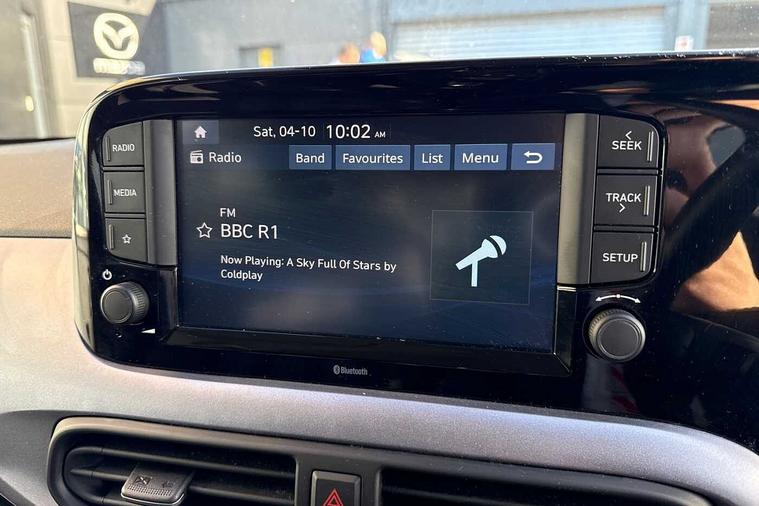 mazda
Sat, 04-10 10:02 AM
Radio Band Favourites List Menu
FM
BBC R1
Now Playing: A Sky Full Of Stars by
Coldplay
RADIO
MEDIA
SEEK
TRACK
SETUP
Bluetooth